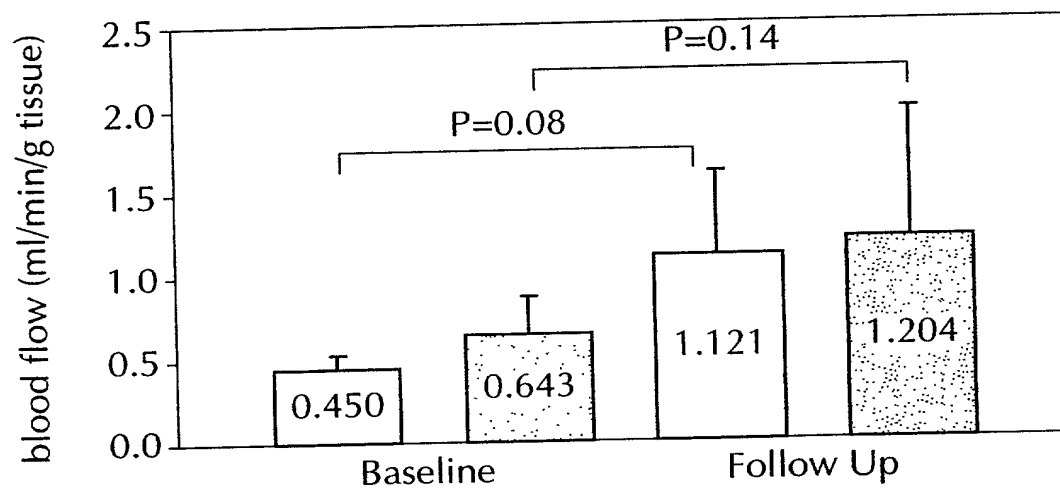 blood flow (ml/min/g tissue)
2.5
2.0
1.5
1.0
0.5
0.0
P=0.14
P=0.08
0.450
0.643
1.121
1.204
Baseline
Follow Up